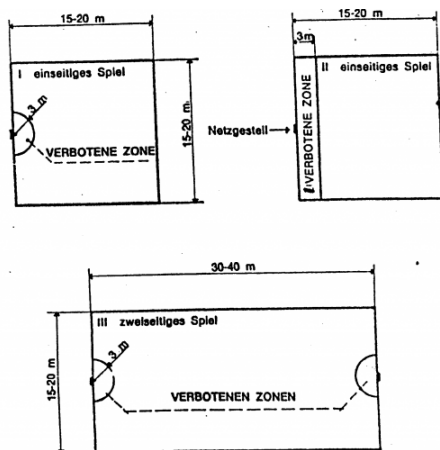 15-20 m
I einseitiges Spiel
3 m
VERBOTENE ZONE
15-20 m
15-20 m
3m
II einseitiges Spiel
VERBOTENE ZONE
Netzgestell
30-40 m
III zweiseitiges Spiel
3 m
15-20 m
VERBOTENEN ZONEN